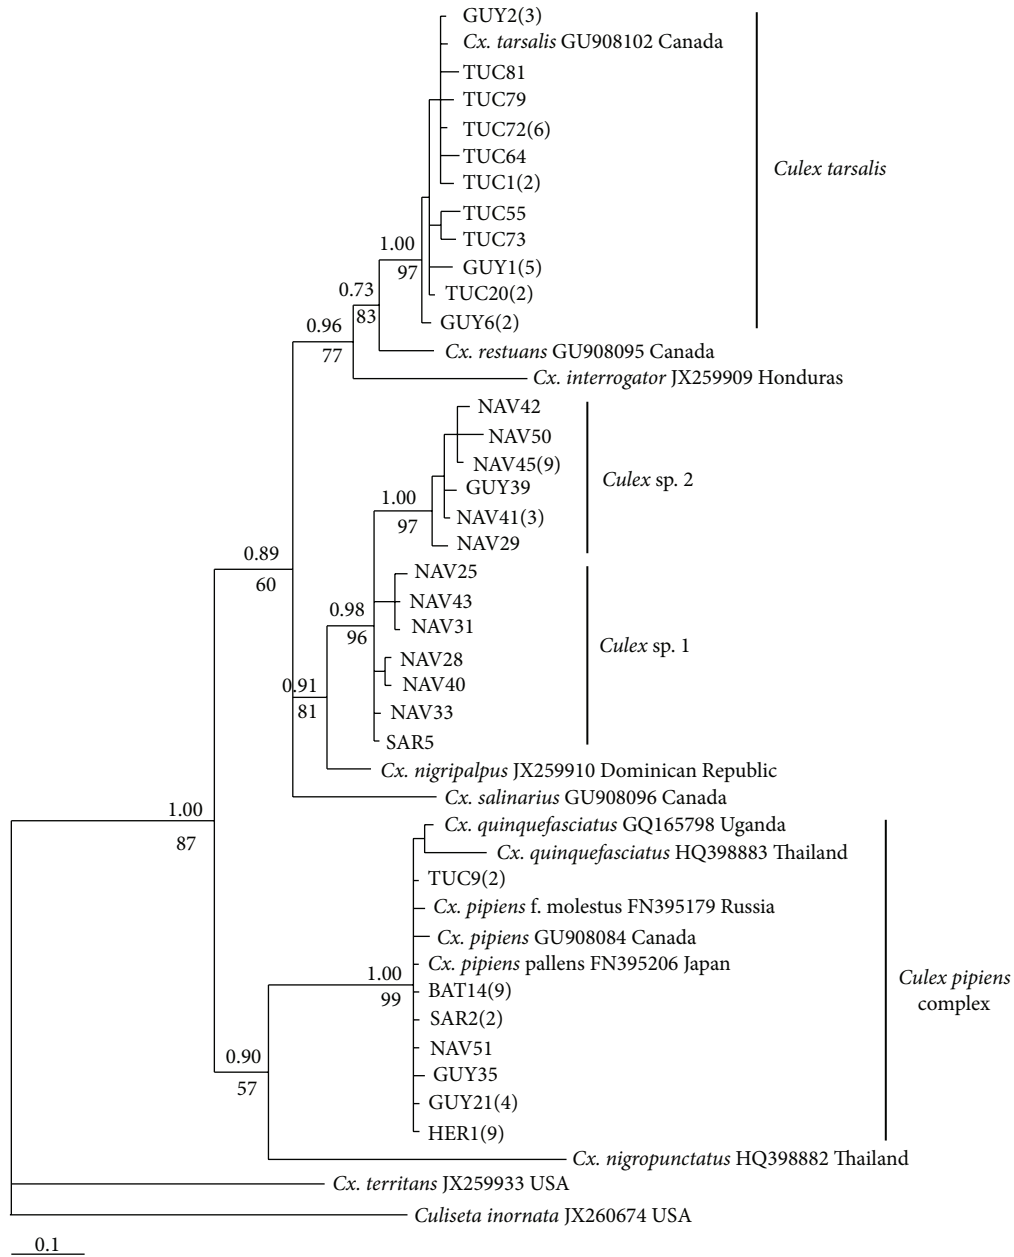 GUY2(3)
Cx. tarsalis GU908102 Canada
TUC81
TUC79
TUC72(6)
TUC64
TUC1(2)
Culex tarsalis
TUC55
TUC73
1.00
97
GUY1(5)
TUC20(2)
0.73
83
GUY6(2)
0.96
77
Cx. restuans GU908095 Canada
Cx. interrogator JX259909 Honduras
NAV42
NAV50
NAV45(9)
Culex sp. 2
GUY39
1.00
97
NAV41(3)
NAV29
0.89
60
NAV25
NAV43
0.98
96
NAV31
Culex sp. 1
NAV28
NAV40
0.91
81
NAV33
SAR5
Cx. nigripalpus JX259910 Dominican Republic
Cx. salinarius GU908096 Canada
1.00
87
Cx. quinquefasciatus GQ165798 Uganda
Cx. quinquefasciatus HQ398883 Thailand
TUC9(2)
Cx. pipiens f. molestus FN395179 Russia
Cx. pipiens GU908084 Canada
Cx. pipiens pallens FN395206 Japan
1.00
99
Culex pipiens
complex
BAT14(9)
SAR2(2)
NAV51
0.90
57
GUY35
GUY21(4)
HER1(9)
Cx. nigropunctatus HQ398882 Thailand
Cx. territans JX259933 USA
Culiseta inornata JX260674 USA
0.1